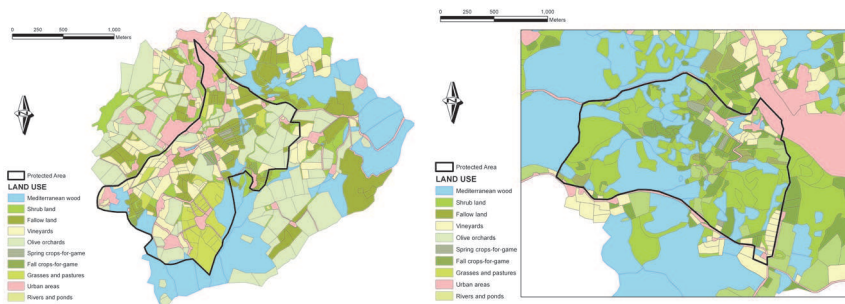 0 500 1,000
Meters
Protected Area
LAND USE
Mediterranean wood
Shrub land
Fallow land
Vineyards
Olive orchards
Spring crops-for-game
Fall crops-for-game
Grasses and pastures
Urban areas
Rivers and ponds
0 250 500 1,000
Meters
Protected Area
LAND USE
Mediterranean wood
Shrub land
Fallow land
Vineyards
Olive orchards
Spring crops-for-game
Fall crops-for-game
Grasses and pastures
Urban areas
Rivers and ponds